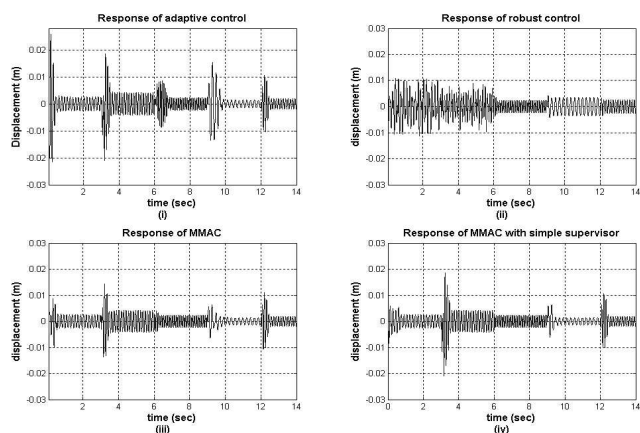 Response of adaptive control
0.02
0.01
0
-0.01
-0.02
-0.03
Displacement (m)
2 4 6 8 10 12 14
time (sec)
(i)
Response of robust control
0.03
0.02
0.01
0
-0.01
-0.02
-0.03
displacement (m)
0 2 4 6 8 10 12 14
time (sec)
(ii)
Response of MMAC
0.03
0.02
0.01
0
-0.01
-0.02
-0.03
displacement (m)
2 4 6 8 10 12 14
time (sec)
(iii)
Response of MMAC with simple supervisor
0.03
0.02
0.01
0
-0.01
-0.02
-0.03
displacement (m)
0 2 4 6 8 10 12 14
time (sec)
(iv)